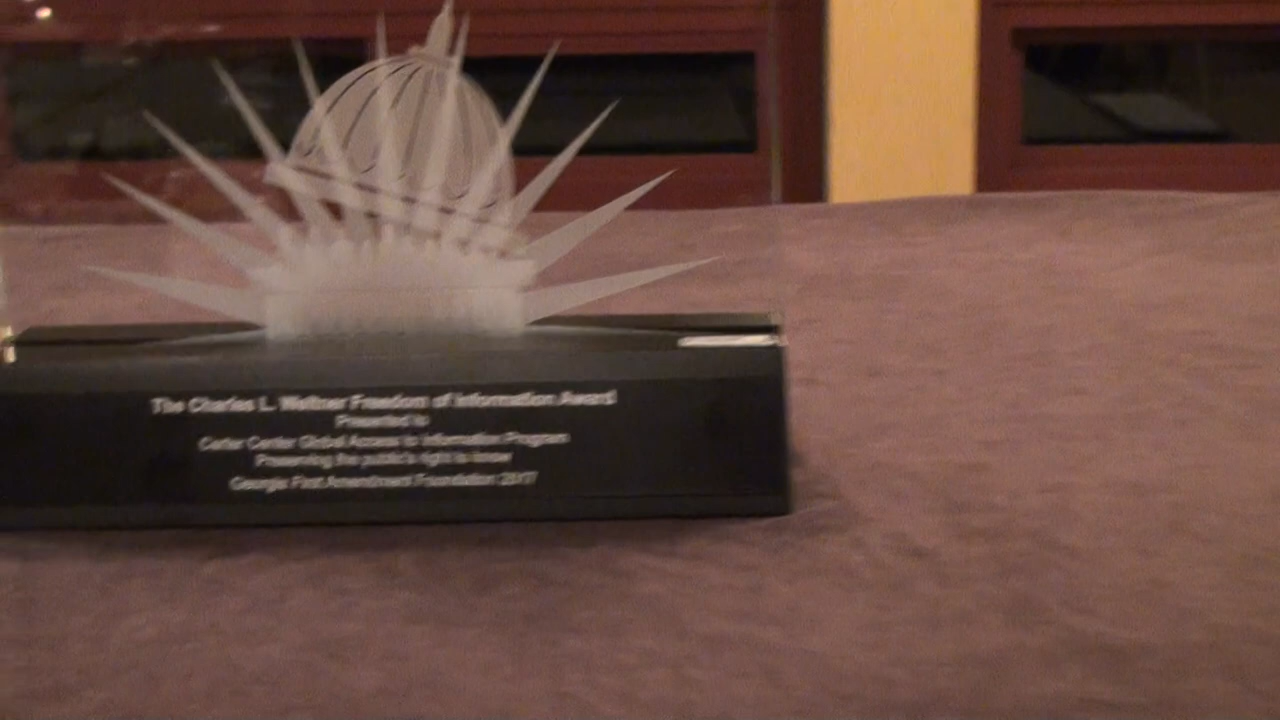 The Charles L. Weltner Freedom of Information Award
Presented to
Carter Center Global Access to Information Program
Preserving the public's right to know
Georgia First Amendment Foundation 2017